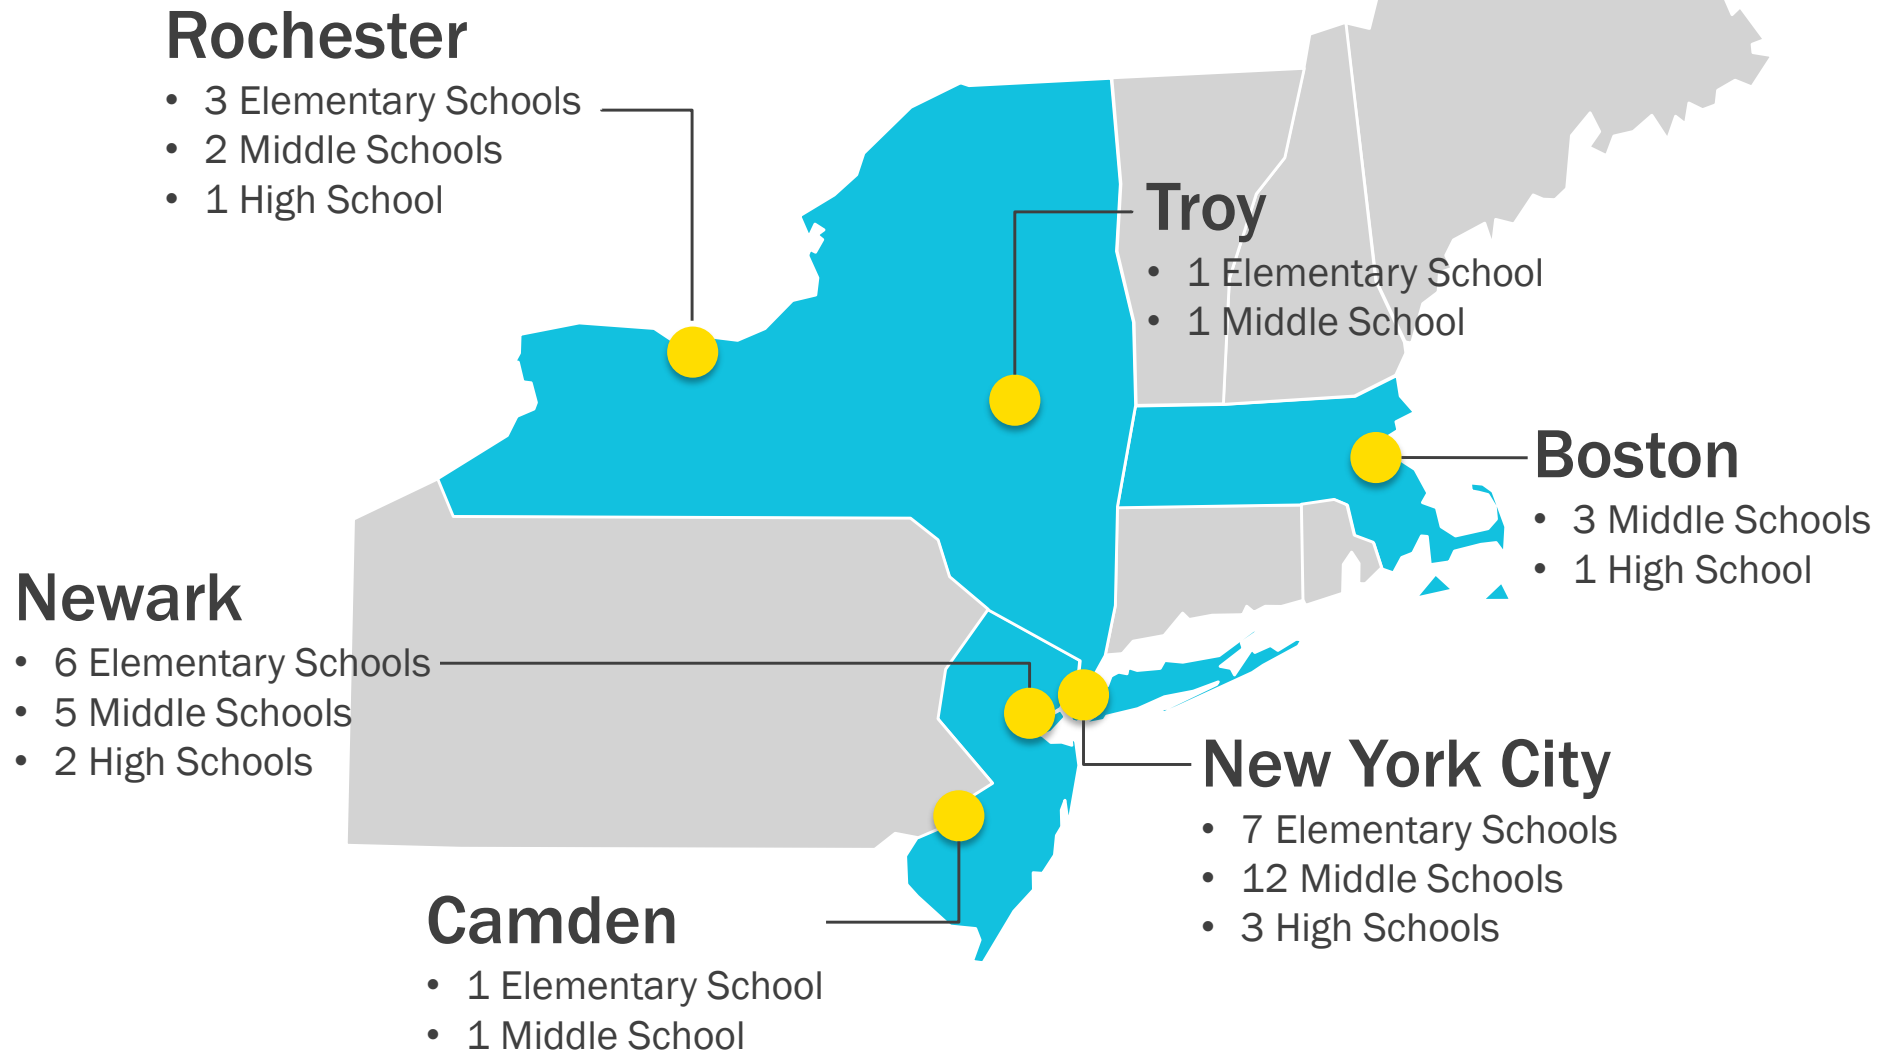 Rochester
• 3 Elementary Schools
• 2 Middle Schools
• 1 High School
Troy
• 1 Elementary School
• 1 Middle School
Boston
• 3 Middle Schools
• 1 High School
Newark
• 6 Elementary Schools
• 5 Middle Schools
• 2 High Schools
New York City
• 7 Elementary Schools
• 12 Middle Schools
• 3 High Schools
Camden
• 1 Elementary School
• 1 Middle School